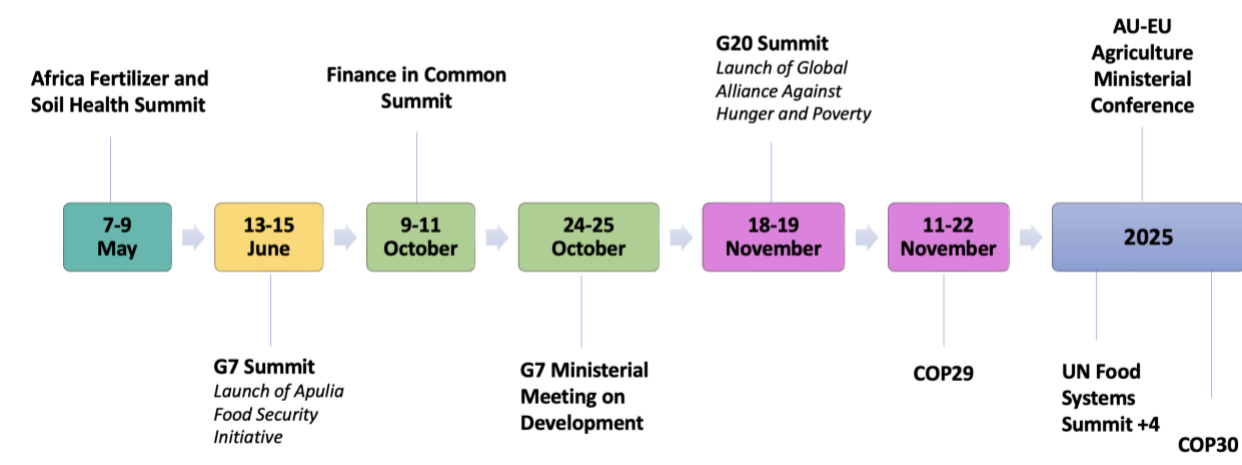 Africa Fertilizer and
Soil Health Summit
Finance in Common
Summit
G20 Summit
Launch of Global
Alliance Against
Hunger and Poverty
AU-EU
Agriculture
Ministerial
Conference
7-9
May
13-15
June
9-11
October
24-25
October
18-19
November
11-22
November
2025
G7 Summit
Launch of Apulia
Food Security
Initiative
G7 Ministerial
Meeting on
Development
COP29
UN Food
Systems
Summit +4
COP30